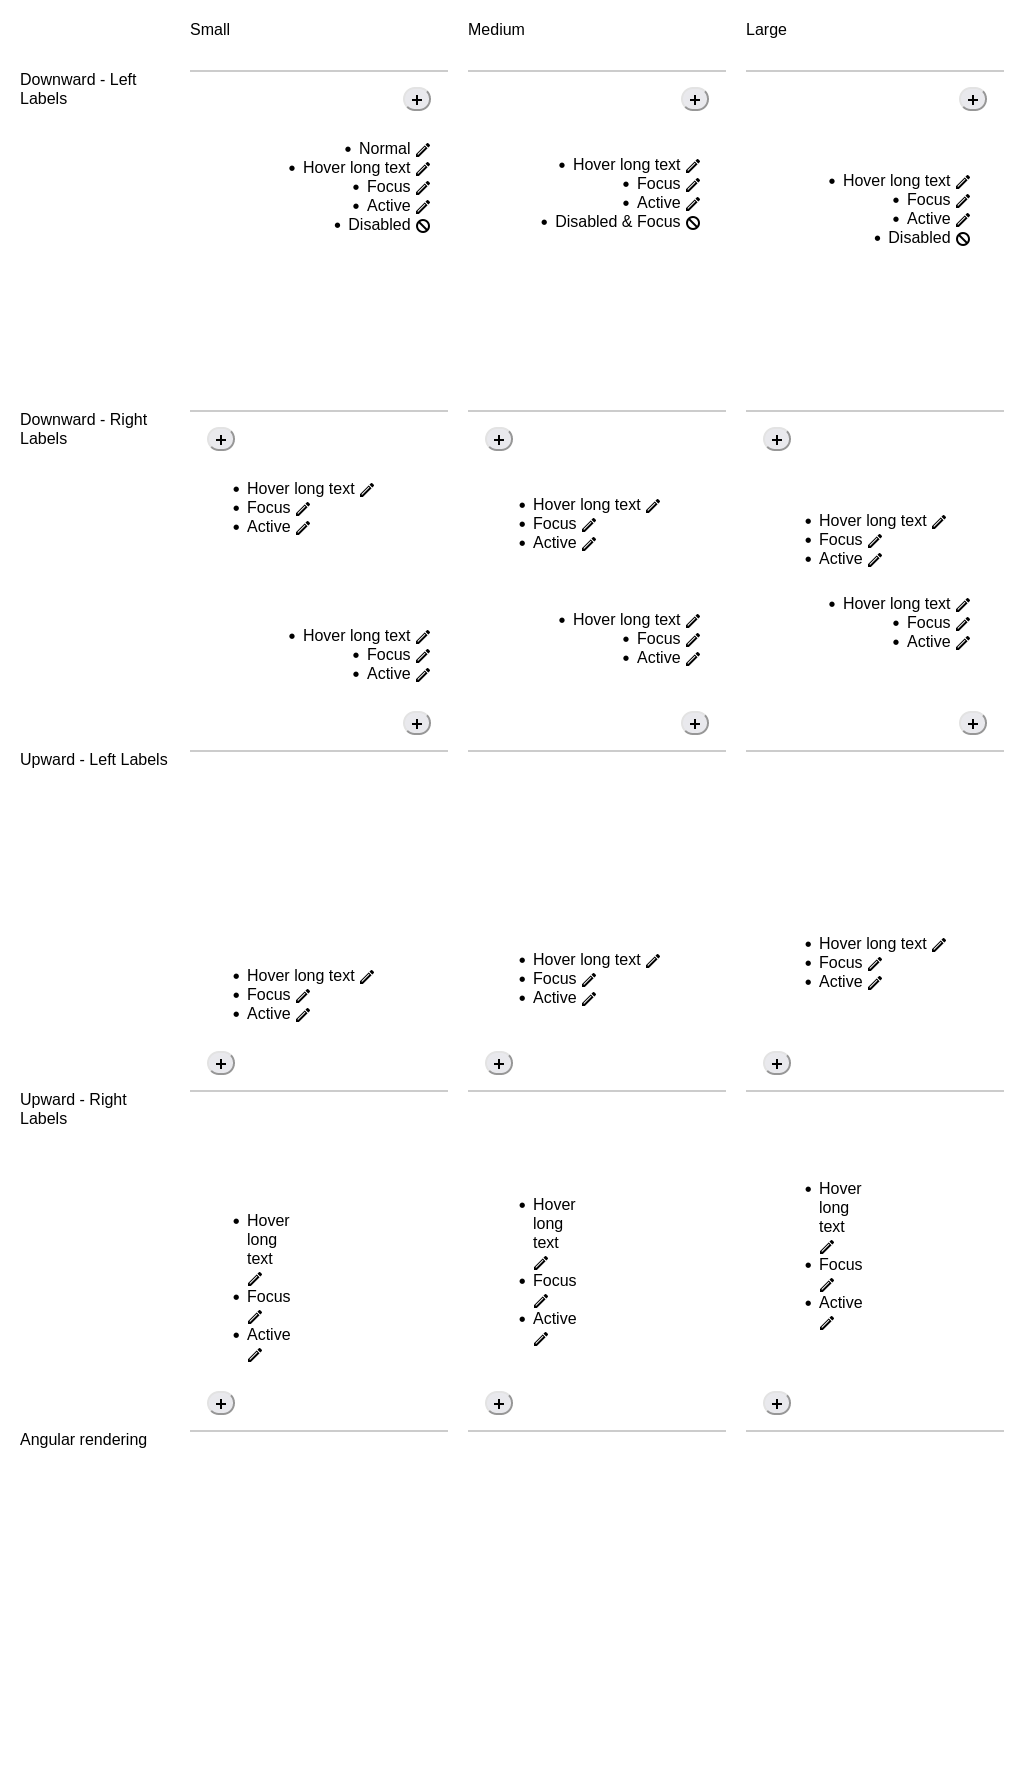 Small Medium Large
Downward - Left
Labels
• Normal
• Hover long text
• Focus
• Active
• Disabled
• Hover long text
• Focus
• Active
• Disabled & Focus
• Hover long text
• Focus
• Active
• Disabled
Downward - Right
Labels
• Hover long text
• Focus
• Active
• Hover long text
• Focus
• Active
• Hover long text
• Focus
• Active
• Hover long text
• Focus
• Active
• Hover long text
• Focus
• Active
• Hover long text
• Focus
• Active
Upward - Left Labels
• Hover long text
• Focus
• Active
• Hover long text
• Focus
• Active
• Hover long text
• Focus
• Active
Upward - Right
Labels
• Hover
long
text
• Focus
• Active
• Hover
long
text
• Focus
• Active
• Hover
long
text
• Focus
• Active
Angular rendering